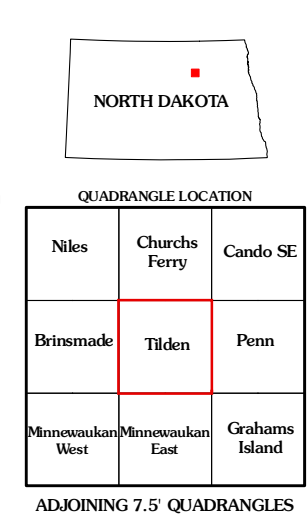 NORTH DAKOTA
QUADRANGLE LOCATION
Niles
Churchs
Ferry
Cando SE
Brinsmade
Tilden
Penn
Minnewaukan
West
Minnewaukan
East
Grahams
Island
ADJOINING 7.5' QUADRANGLES